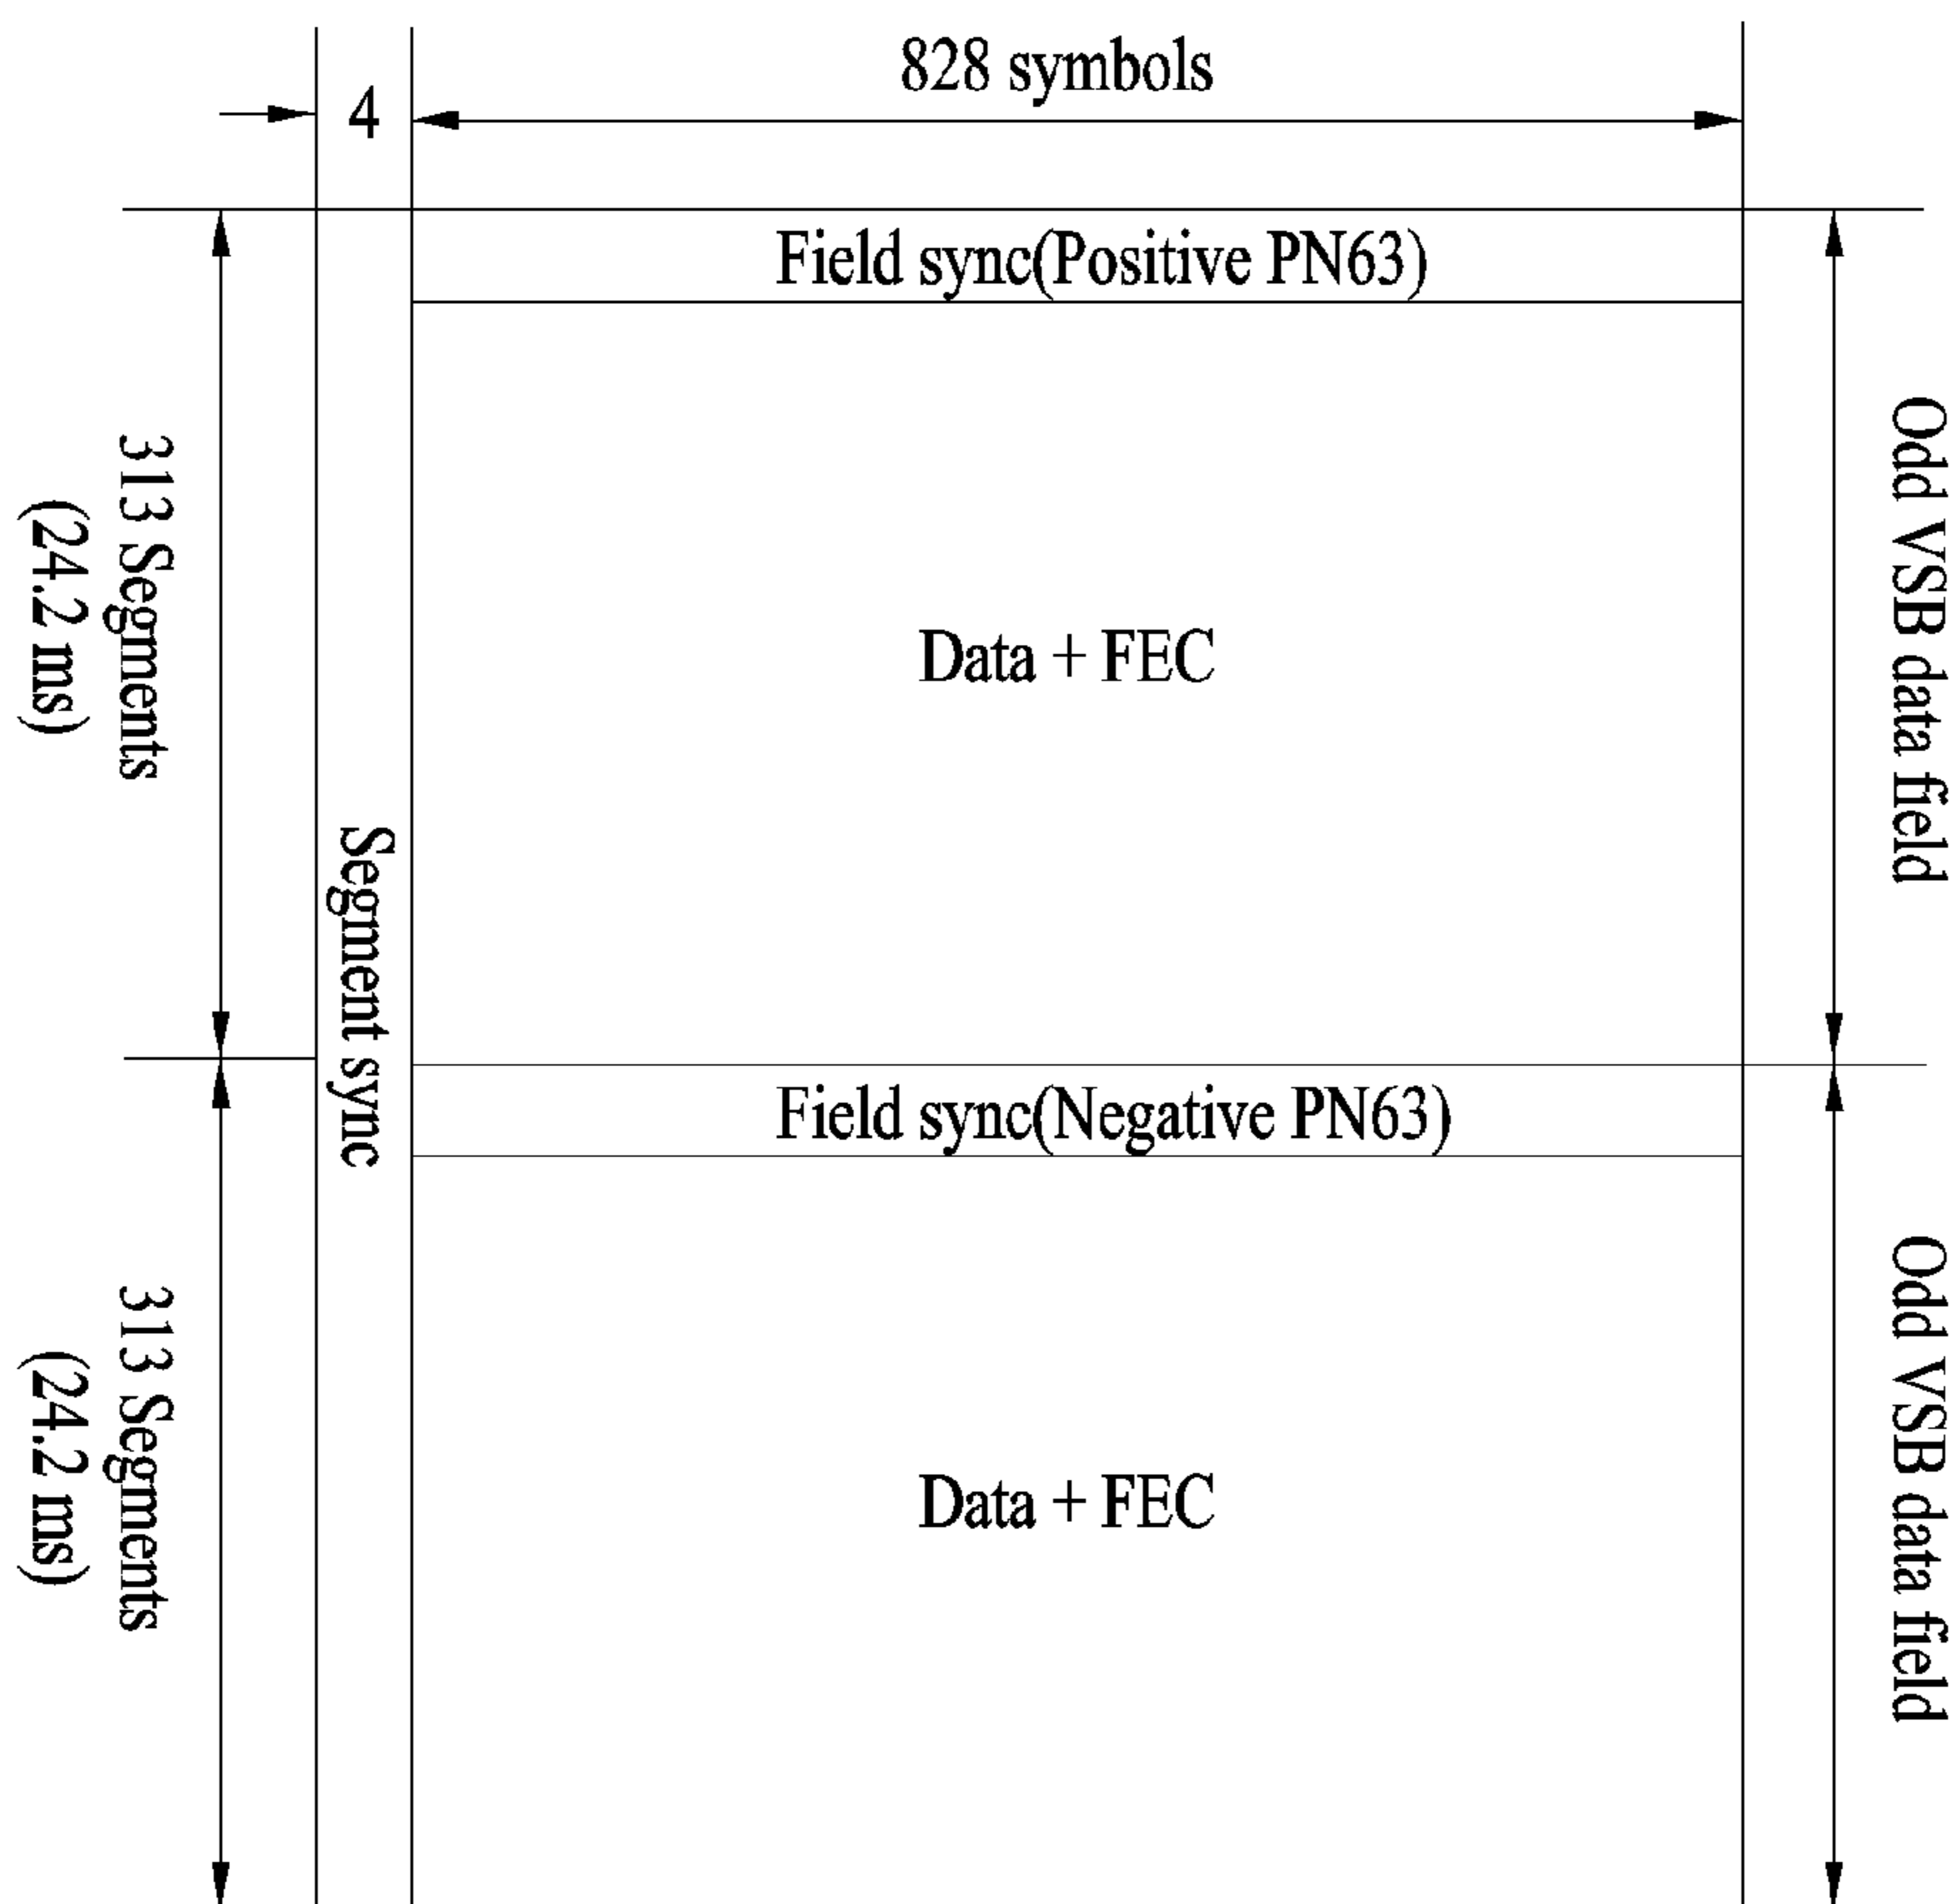 828 symbols
4
Field sync(Positive PN63)
313 Segments
(24.2 ms)
Data + FEC
Odd VSB data field
Segment sync
Field sync(Negative PN63)
313 Segments
(24.2 ms)
Data + FEC
Odd VSB data field